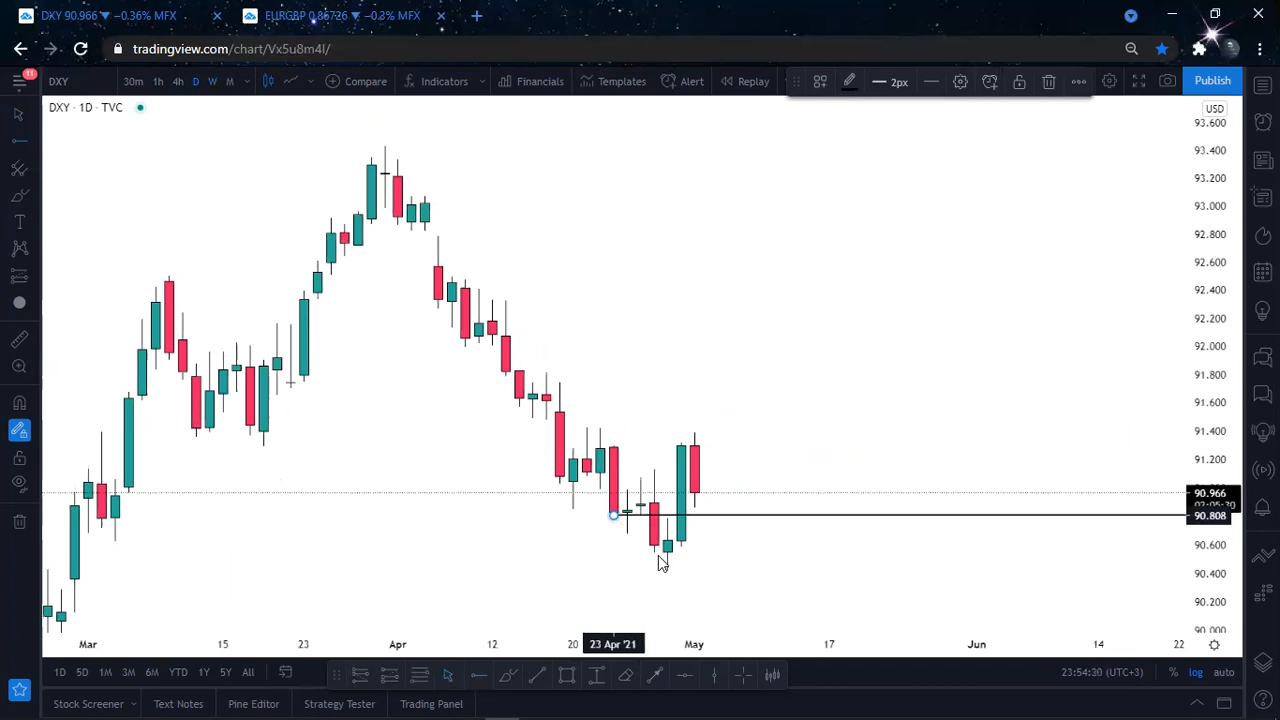 DXY 90.966 ▼ −0.36% MFX
EURGBP 0.86726 ▼ −0.3% MFX
tradingview.com/chart/Vx5u8m4l/
11
DXY 30m 1h 4h D W M Compare Indicators Financials Templates Alert Replay 2px Publish
DXY · 1D · TVC
USD
93.600
93.400
93.200
93.000
92.800
92.600
92.400
92.200
92.000
91.800
91.600
91.400
91.200
90.966
02:05:30
90.808
90.600
90.400
90.200
90.000
Mar 15 23 Apr 12 20 23 Apr '21 May 17 Jun 14 22
1D 5D 1M 3M 6M YTD 1Y 5Y All 23:54:30 (UTC+3) % log auto
Stock Screener Text Notes Pine Editor Strategy Tester Trading Panel